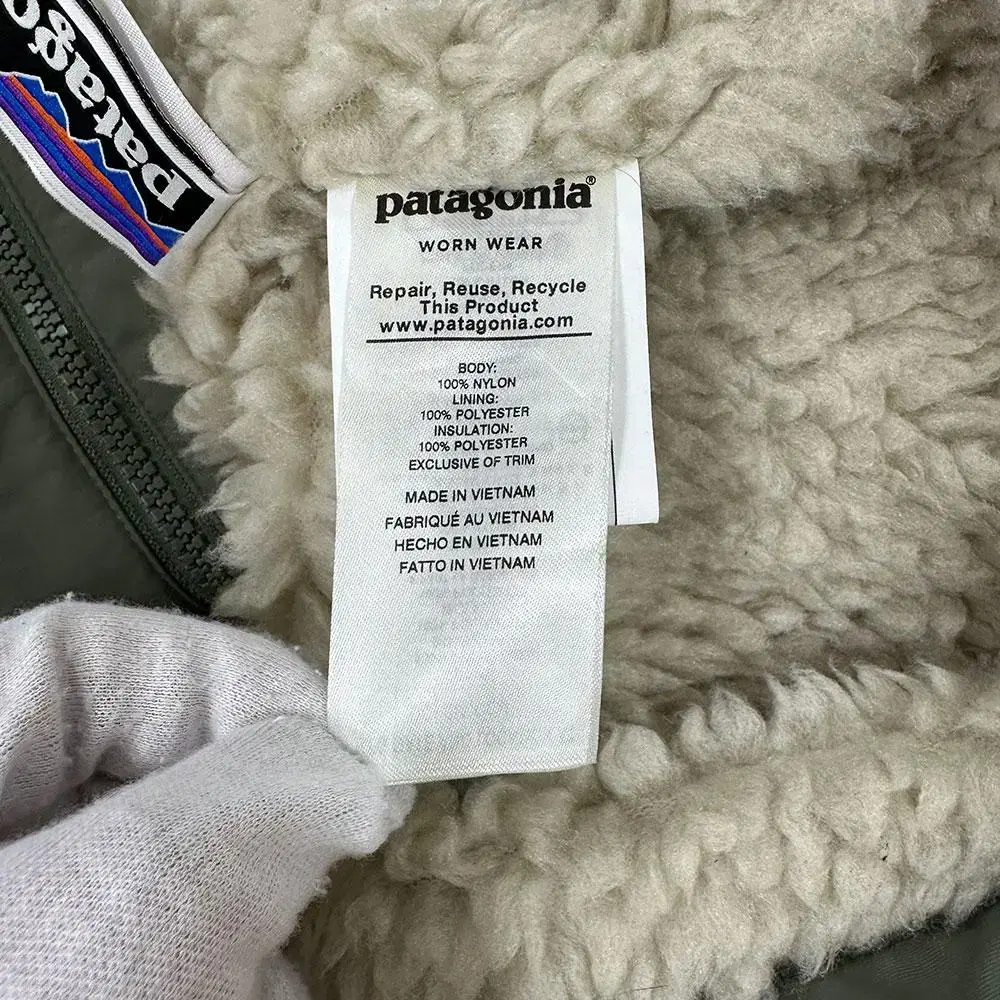 patago
patagonia®
WORN WEAR
Repair, Reuse, Recycle
This Product
www.patagonia.com
BODY:
100% NYLON
LINING:
100% POLYESTER
INSULATION:
100% POLYESTER
EXCLUSIVE OF TRIM
MADE IN VIETNAM
FABRIQUÉ AU VIETNAM
HECHO EN VIETNAM
FATTO IN VIETNAM